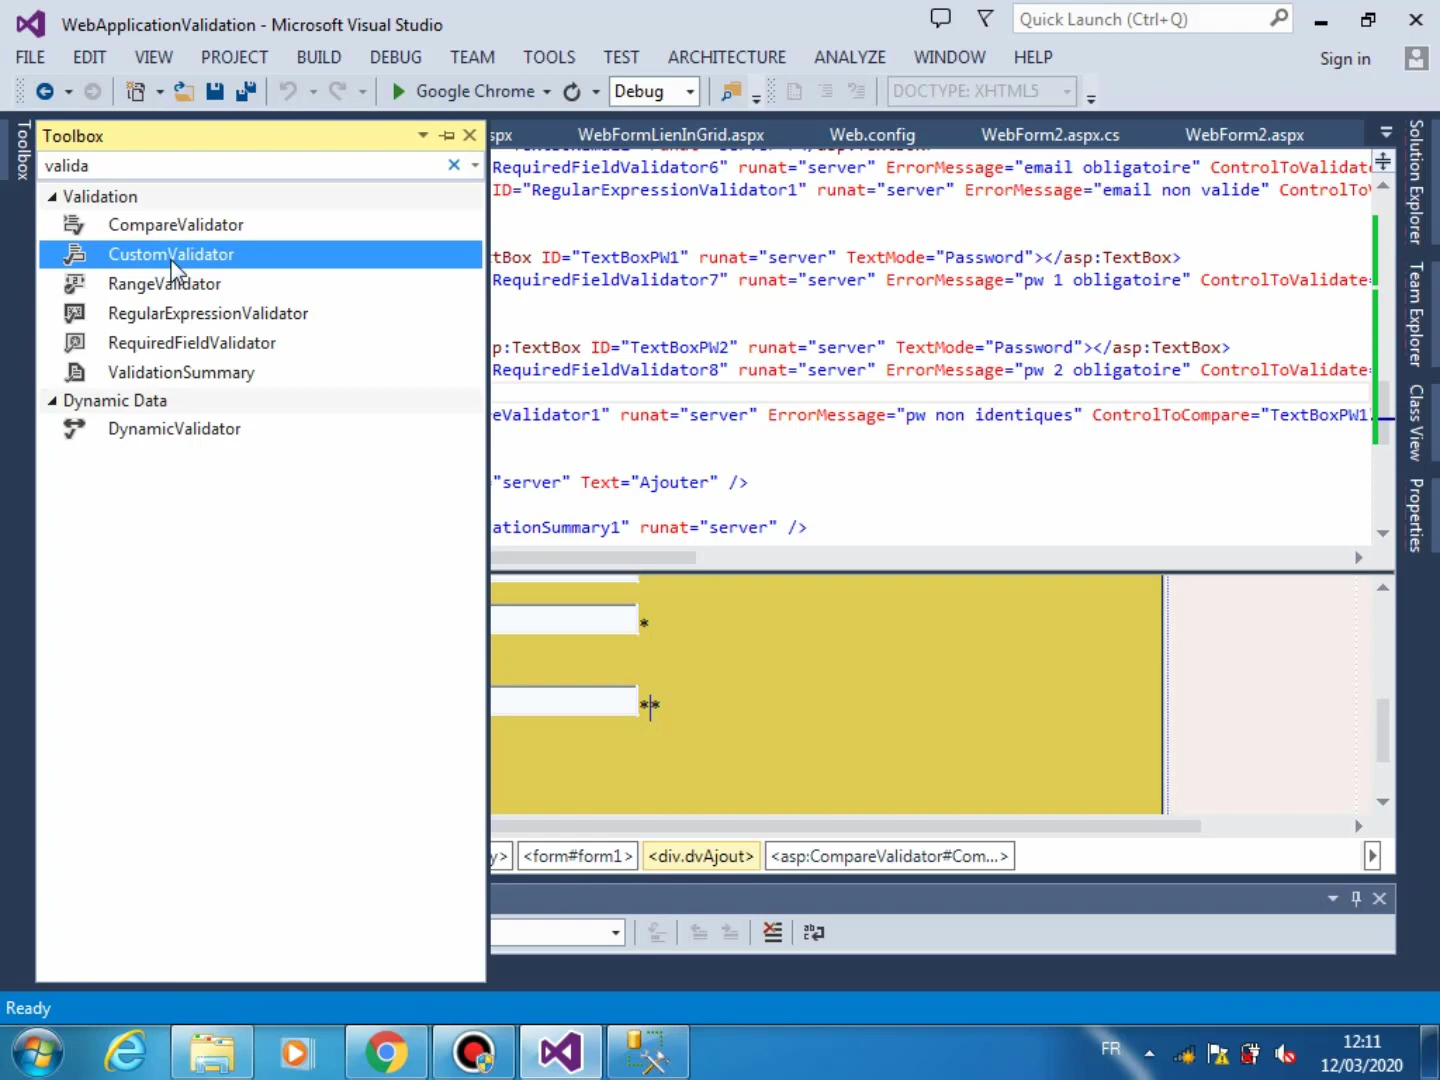 WebApplicationValidation - Microsoft Visual Studio
Quick Launch (Ctrl+Q)
FILE EDIT VIEW PROJECT BUILD DEBUG TEAM TOOLS TEST ARCHITECTURE ANALYZE WINDOW HELP Sign in
Google Chrome Debug DOCTYPE: XHTML5
Toolbox
Toolbox
spx WebFormLienInGrid.aspx Web.config WebForm2.aspx.cs WebForm2.aspx
valida
Validation
CompareValidator
CustomValidator
RangeValidator
RegularExpressionValidator
RequiredFieldValidator
ValidationSummary
Dynamic Data
DynamicValidator
RequiredFieldValidator6" runat="server" ErrorMessage="email obligatoire" ControlToValidate
ID="RegularExpressionValidator1" runat="server" ErrorMessage="email non valide" ControlToV
tBox ID="TextBoxPW1" runat="server" TextMode="Password"></asp:TextBox>
RequiredFieldValidator7" runat="server" ErrorMessage="pw 1 obligatoire" ControlToValidate=
p:TextBox ID="TextBoxPW2" runat="server" TextMode="Password"></asp:TextBox>
RequiredFieldValidator8" runat="server" ErrorMessage="pw 2 obligatoire" ControlToValidate=
eValidator1" runat="server" ErrorMessage="pw non identiques" ControlToCompare="TextBoxPW1
"server" Text="Ajouter" />
ationSummary1" runat="server" />
*
**
y> <form#form1> <div.dvAjout> <asp:CompareValidator#Com...>
Solution Explorer
Team Explorer
Class View
Properties
Ready
FR
12:11
12/03/2020